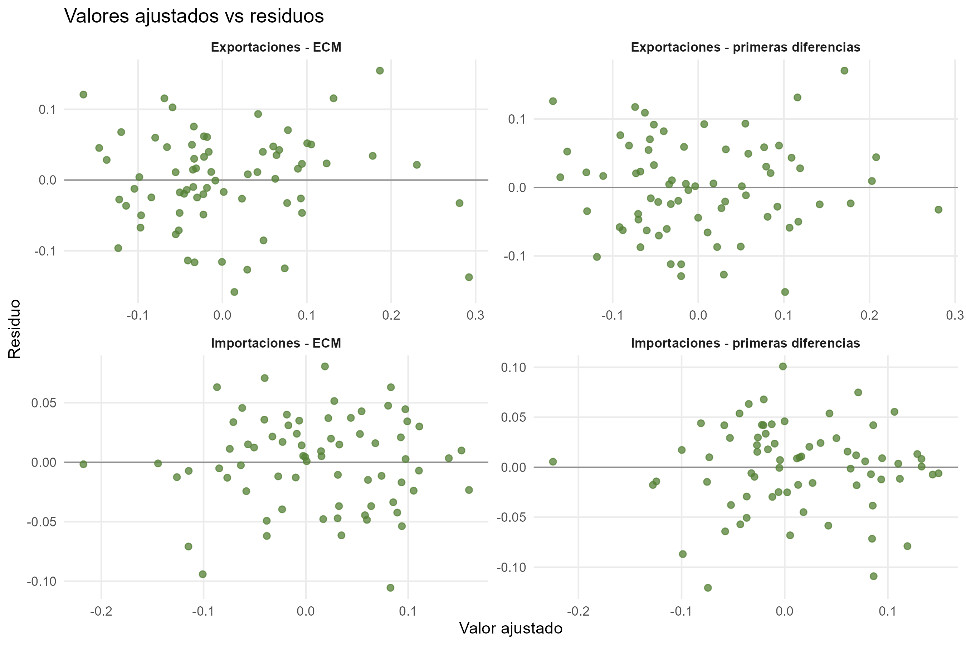 Valores ajustados vs residuos
Exportaciones - ECM
Exportaciones - primeras diferencias
0.1
0.0
-0.1
-0.1 0.0 0.1 0.2 0.3
0.1
0.0
-0.1
-0.1 0.0 0.1 0.2 0.3
Residuo
Importaciones - ECM
Importaciones - primeras diferencias
0.05
0.00
-0.05
-0.10
-0.2 -0.1 0.0 0.1
0.10
0.05
0.00
-0.05
-0.10
-0.2 -0.1 0.0 0.1
Valor ajustado